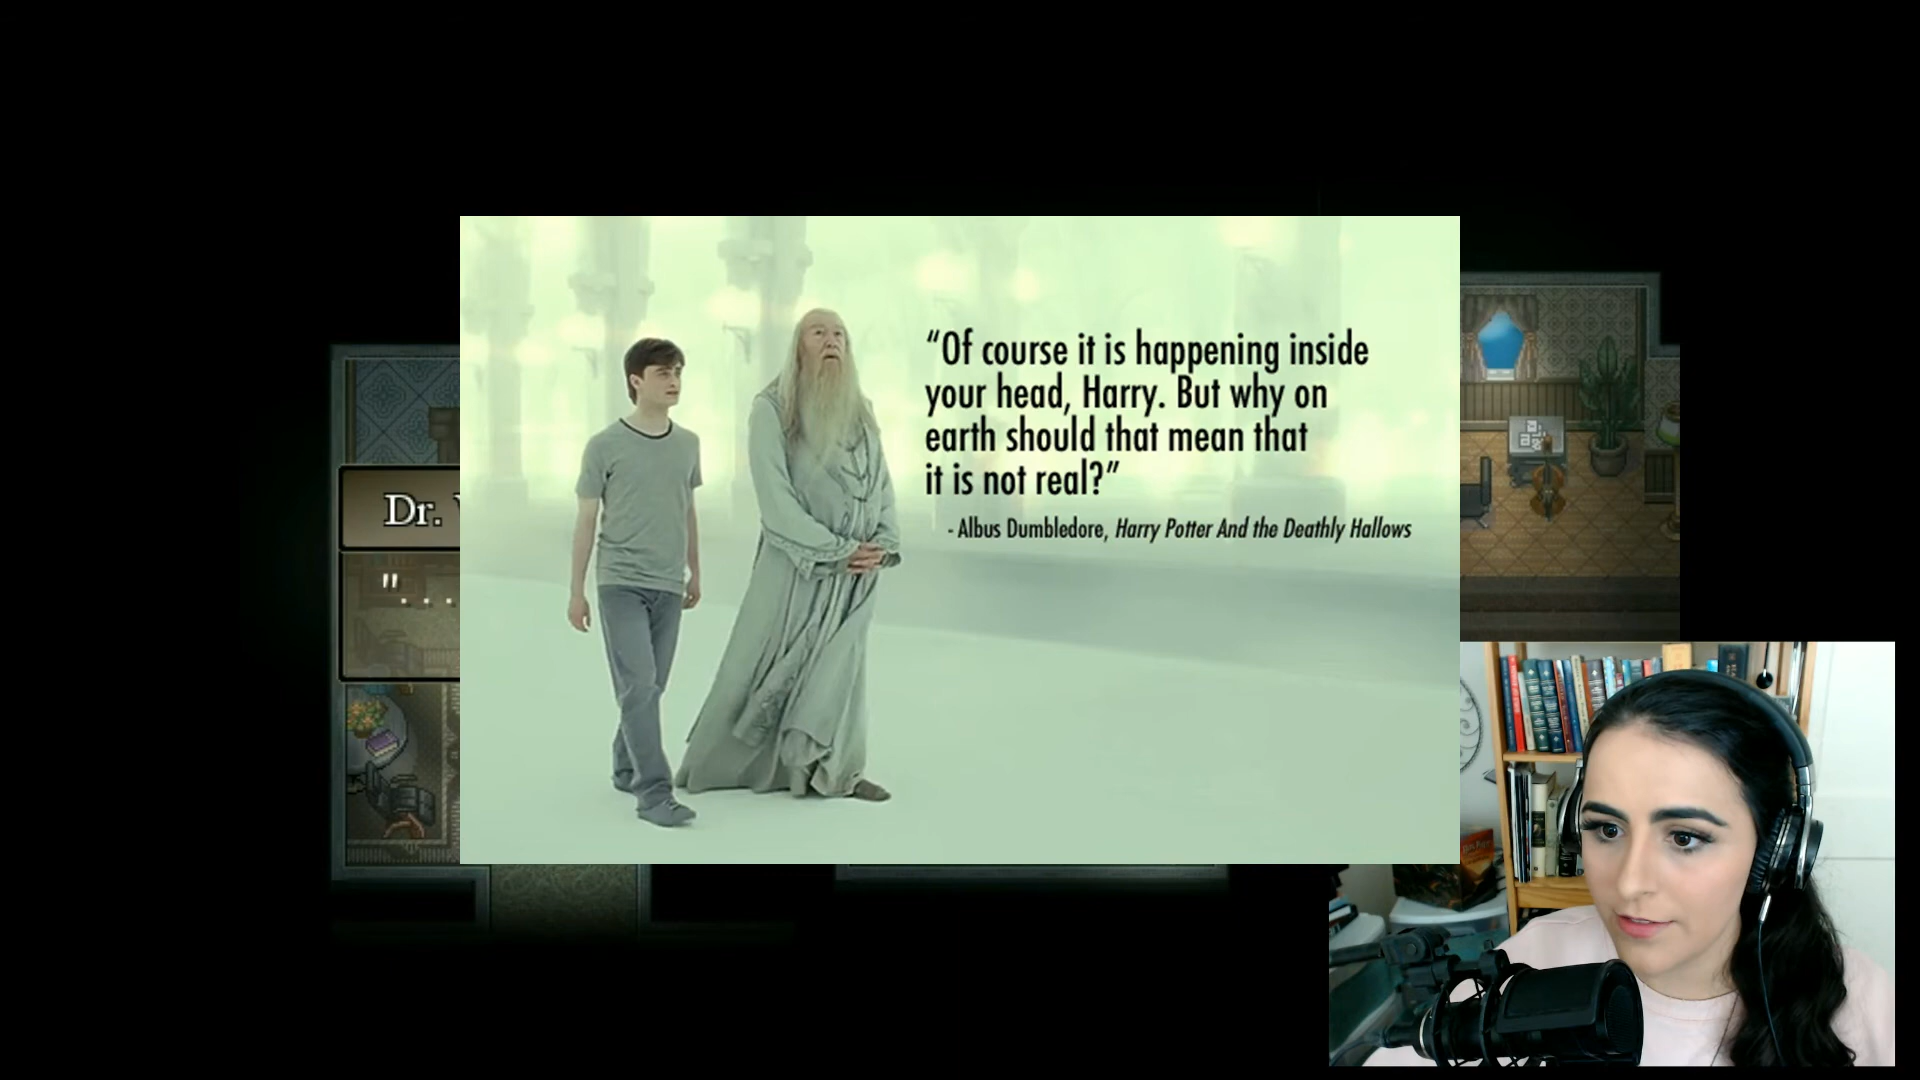 “Of course it is happening inside
your head, Harry. But why on
earth should that mean that
it is not real?”
- Albus Dumbledore, Harry Potter And the Deathly Hallows
Dr.
"...